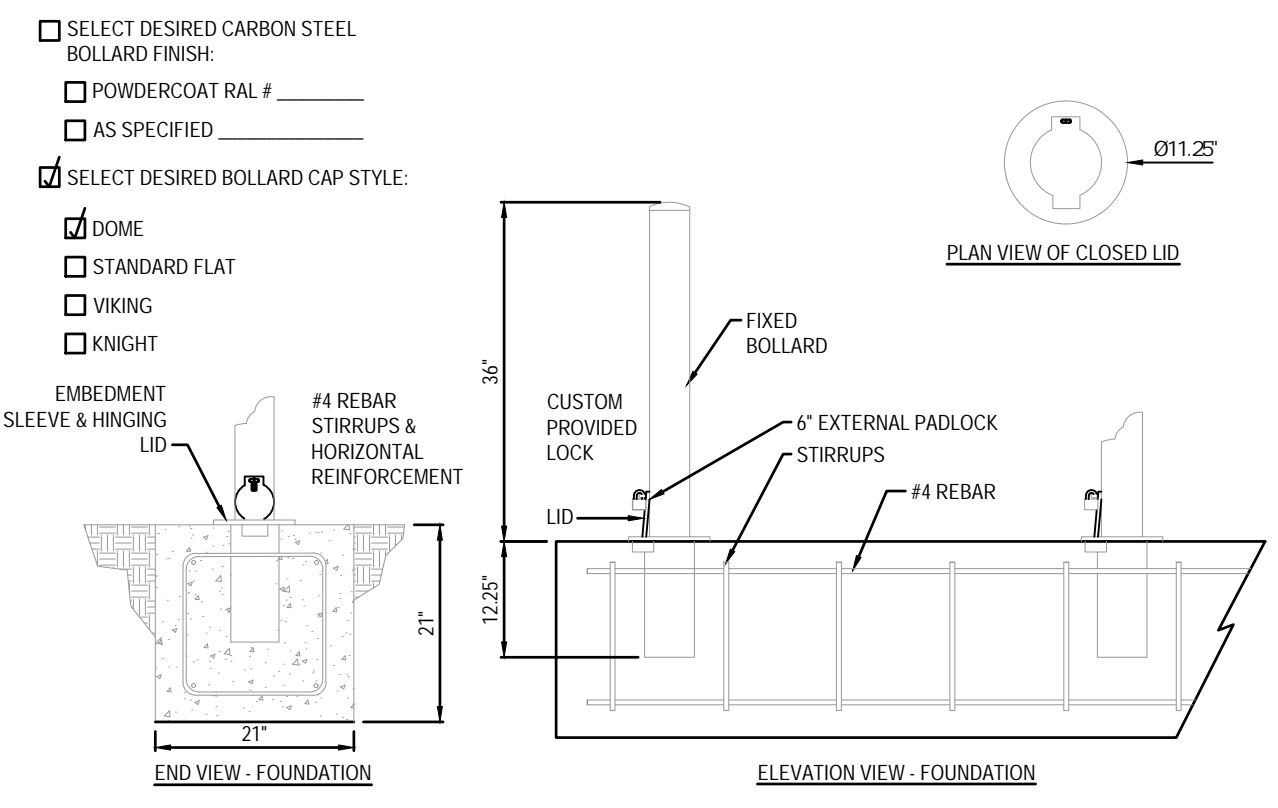 SELECT DESIRED CARBON STEEL
BOLLARD FINISH:
POWDERCOAT RAL # _________
AS SPECIFIED _______________
SELECT DESIRED BOLLARD CAP STYLE:
DOME
STANDARD FLAT
VIKING
KNIGHT
EMBEDMENT
SLEEVE & HINGING
LID
#4 REBAR
STIRRUPS &
HORIZONTAL
REINFORCEMENT
21"
21"
END VIEW - FOUNDATION
36"
12.25"
CUSTOM
PROVIDED
LOCK
LID
FIXED
BOLLARD
6" EXTERNAL PADLOCK
STIRRUPS
#4 REBAR
ELEVATION VIEW - FOUNDATION
Ø11.25"
PLAN VIEW OF CLOSED LID